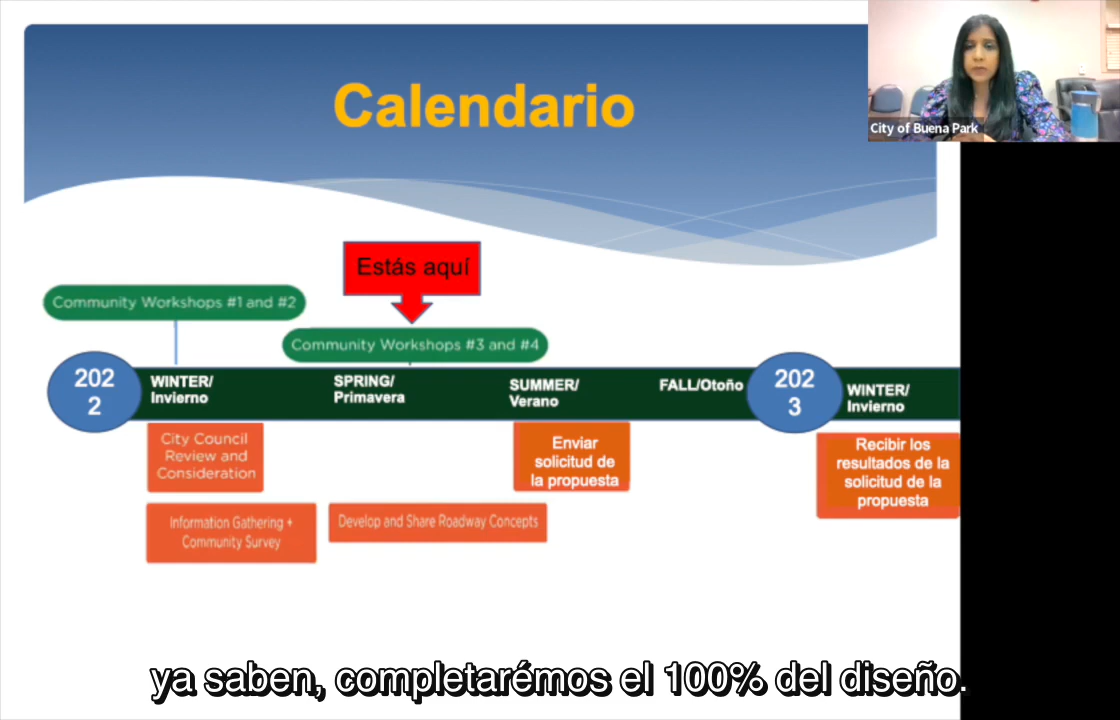 Calendario
City of Buena Park
Estás aquí
Community Workshops #1 and #2
Community Workshops #3 and #4
202
2
WINTER/
Invierno
SPRING/
Primavera
SUMMER/
Verano
FALL/Otoño
202
3
WINTER/
Invierno
City Council
Review and
Consideration
Enviar
solicitud de
la propuesta
Recibir los
resultados de la
solicitud de la
propuesta
Information Gathering +
Community Survey
Develop and Share Roadway Concepts
ya saben, completarémos el 100% del diseño.